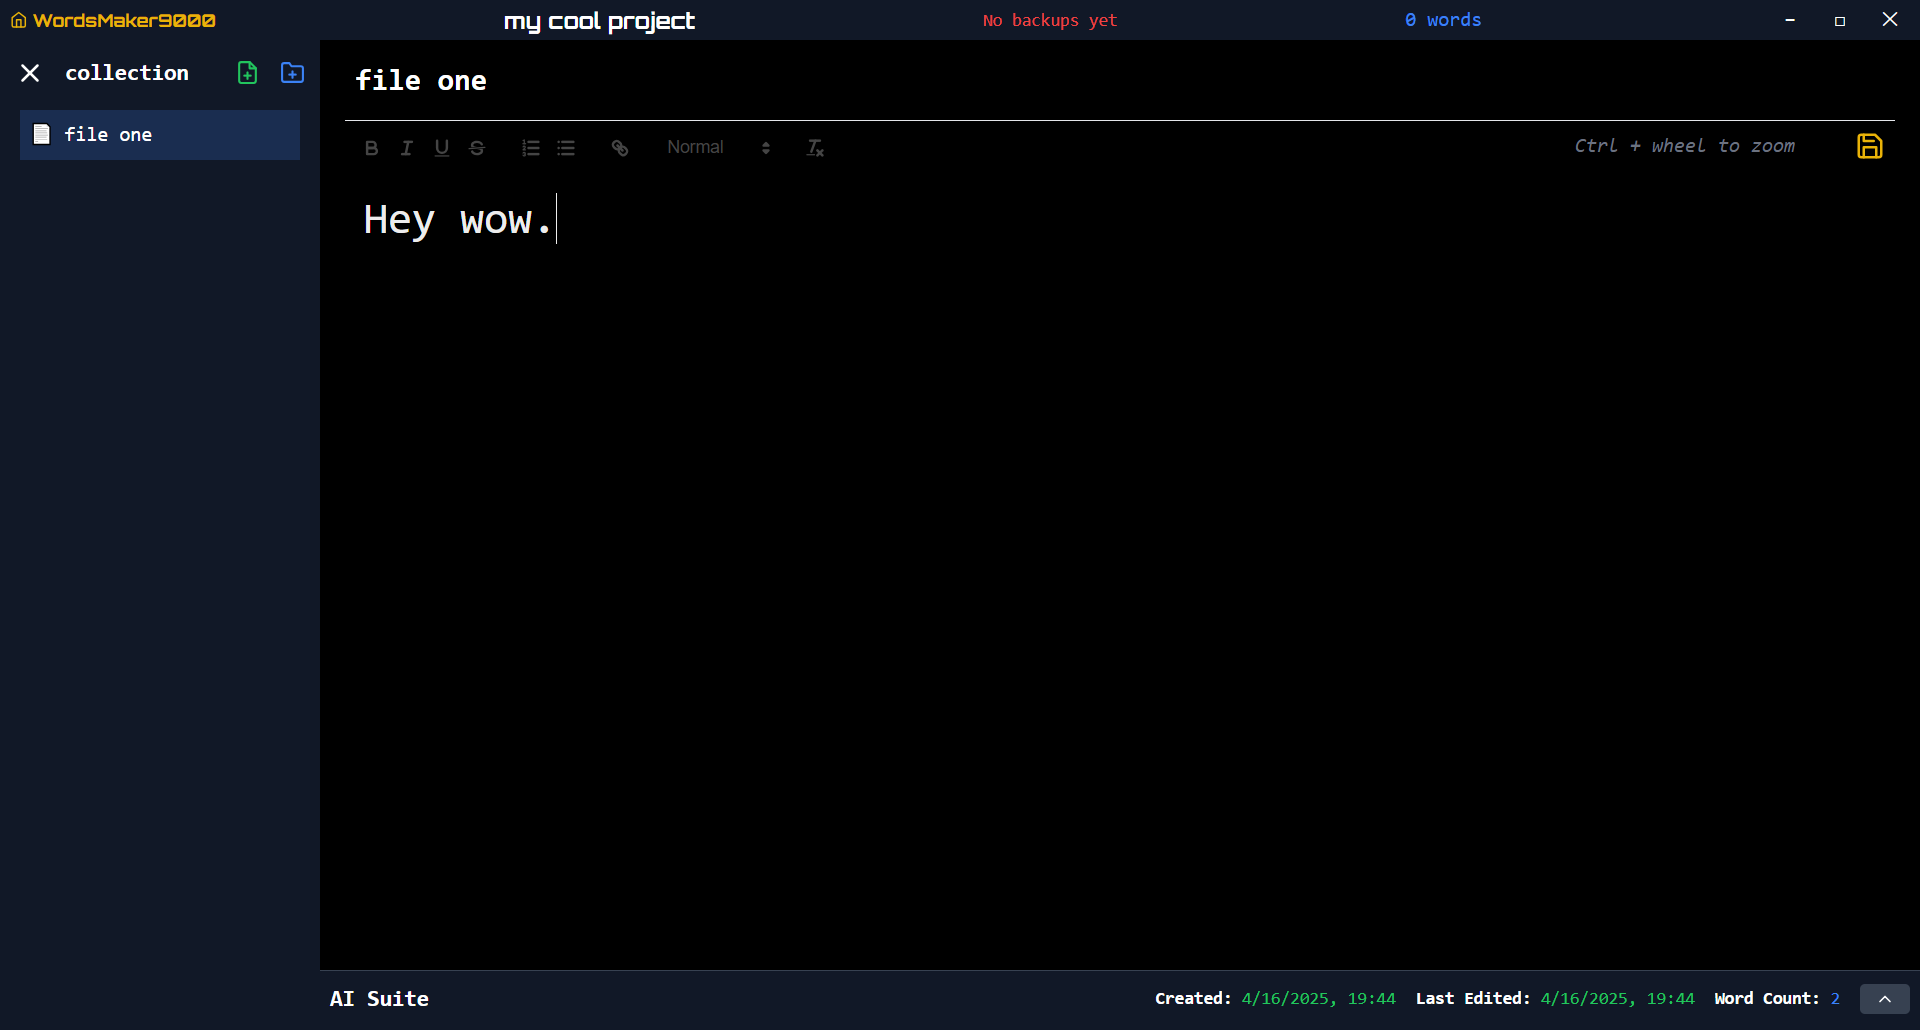 WordsMaker9000
my cool project
No backups yet
0 words
collection
file one
file one
Normal
Ctrl + wheel to zoom
Hey wow.
AI Suite
Created: 4/16/2025, 19:44 Last Edited: 4/16/2025, 19:44 Word Count: 2